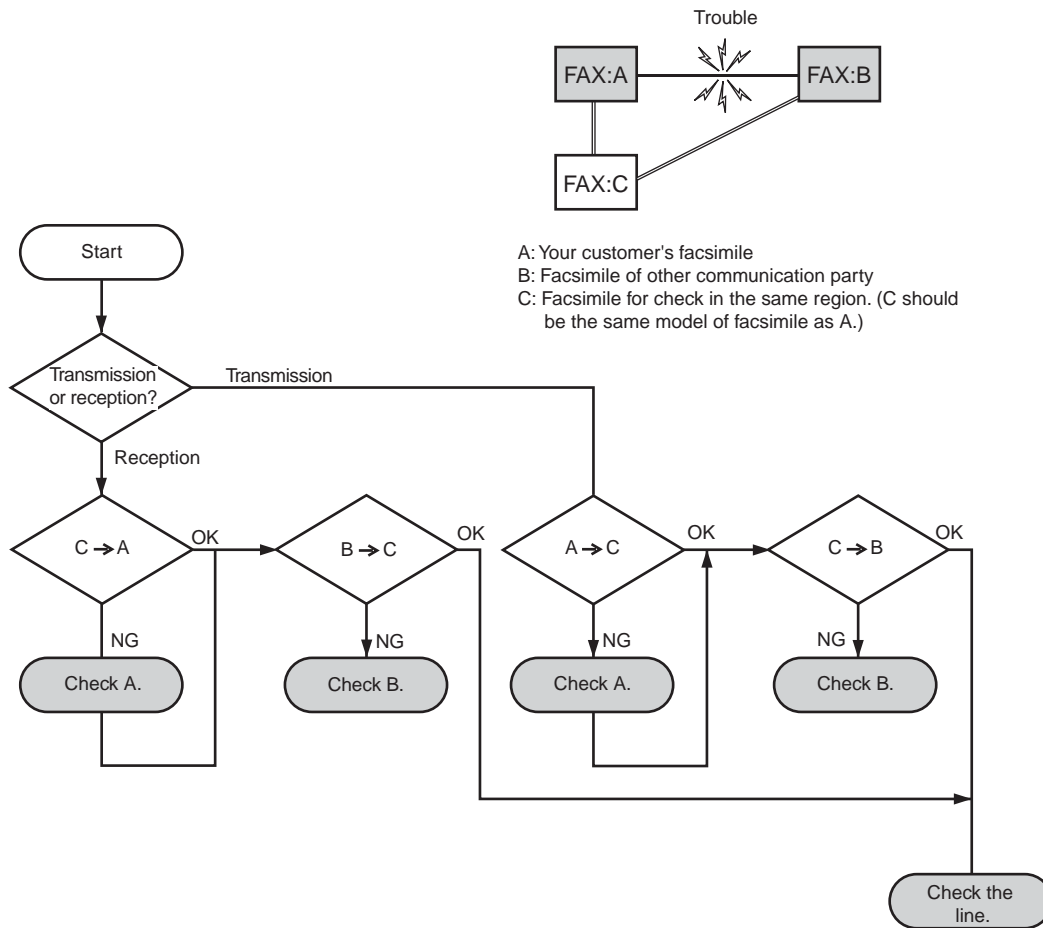 Trouble
FAX:A
FAX:B
FAX:C
A: Your customer's facsimile
B: Facsimile of other communication party
C: Facsimile for check in the same region. (C should
be the same model of facsimile as A.)
Start
Transmission
or reception?
Transmission
Reception
C → A
OK
B → C
OK
A → C
OK
C → B
OK
NG
NG
NG
NG
Check A.
Check B.
Check A.
Check B.
Check the
line.